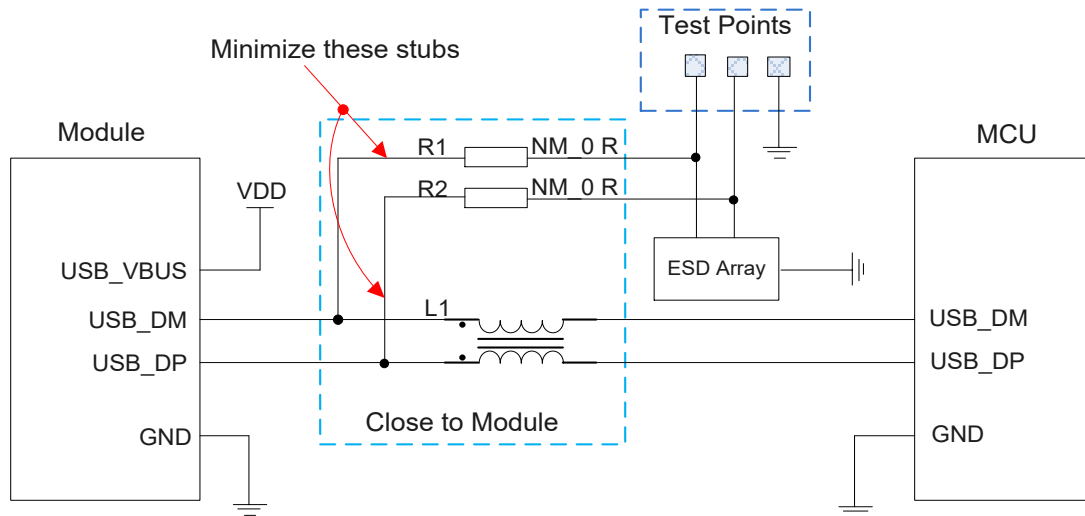 Test Points
Minimize these stubs
Module
MCU
R1 NM_0 R
R2 NM_0 R
VDD
USB_VBUS
ESD Array
USB_DM
L1
USB_DM
USB_DP
USB_DP
Close to Module
GND
GND